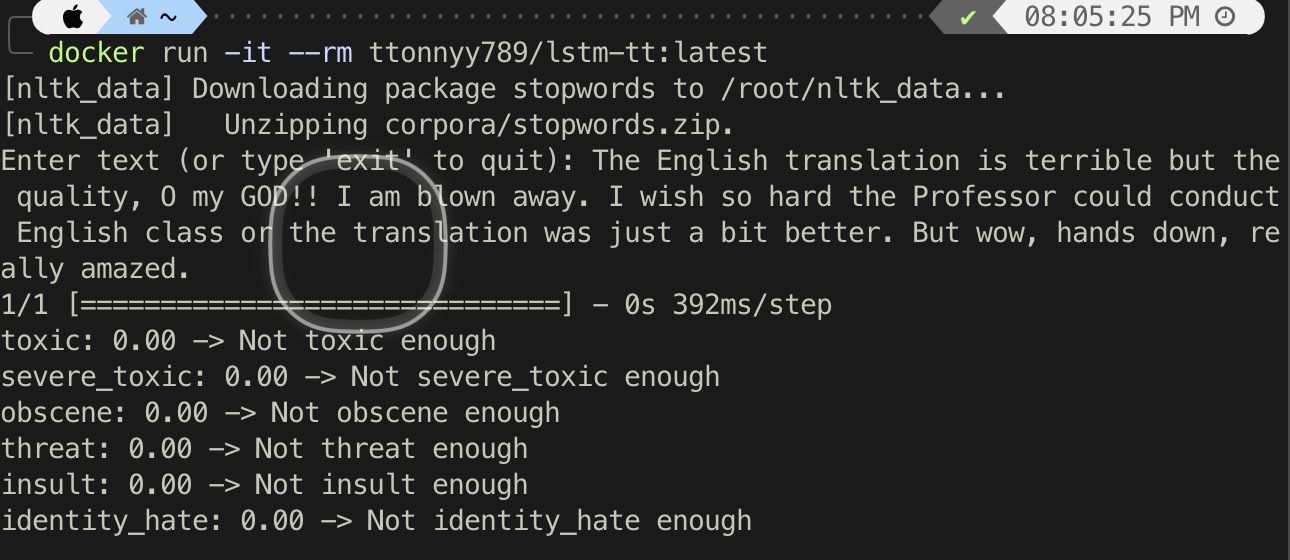 ~ ✔ 08:05:25 PM
docker run -it --rm ttonnyy789/lstm-tt:latest
[nltk_data] Downloading package stopwords to /root/nltk_data...
[nltk_data]   Unzipping corpora/stopwords.zip.
Enter text (or type 'exit' to quit): The English translation is terrible but the
 quality, O my GOD!! I am blown away. I wish so hard the Professor could conduct
 English class or the translation was just a bit better. But wow, hands down, re
ally amazed.
1/1 [==============================] - 0s 392ms/step
toxic: 0.00 -> Not toxic enough
severe_toxic: 0.00 -> Not severe_toxic enough
obscene: 0.00 -> Not obscene enough
threat: 0.00 -> Not threat enough
insult: 0.00 -> Not insult enough
identity_hate: 0.00 -> Not identity_hate enough